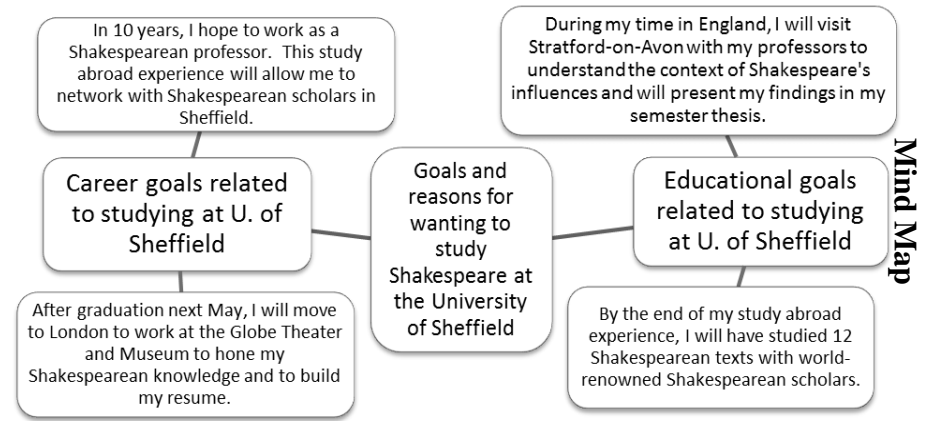 In 10 years, I hope to work as a
Shakespearean professor. This study
abroad experience will allow me to
network with Shakespearean scholars in
Sheffield.
During my time in England, I will visit
Stratford-on-Avon with my professors to
understand the context of Shakespeare's
influences and will present my findings in my
semester thesis.
Career goals related
to studying at U. of
Sheffield
Goals and
reasons for
wanting to
study
Shakespeare at
the University
of Sheffield
Educational goals
related to studying
at U. of Sheffield
Mind Map
After graduation next May, I will move
to London to work at the Globe Theater
and Museum to hone my
Shakespearean knowledge and to build
my resume.
By the end of my study abroad
experience, I will have studied 12
Shakespearean texts with world-
renowned Shakespearean scholars.